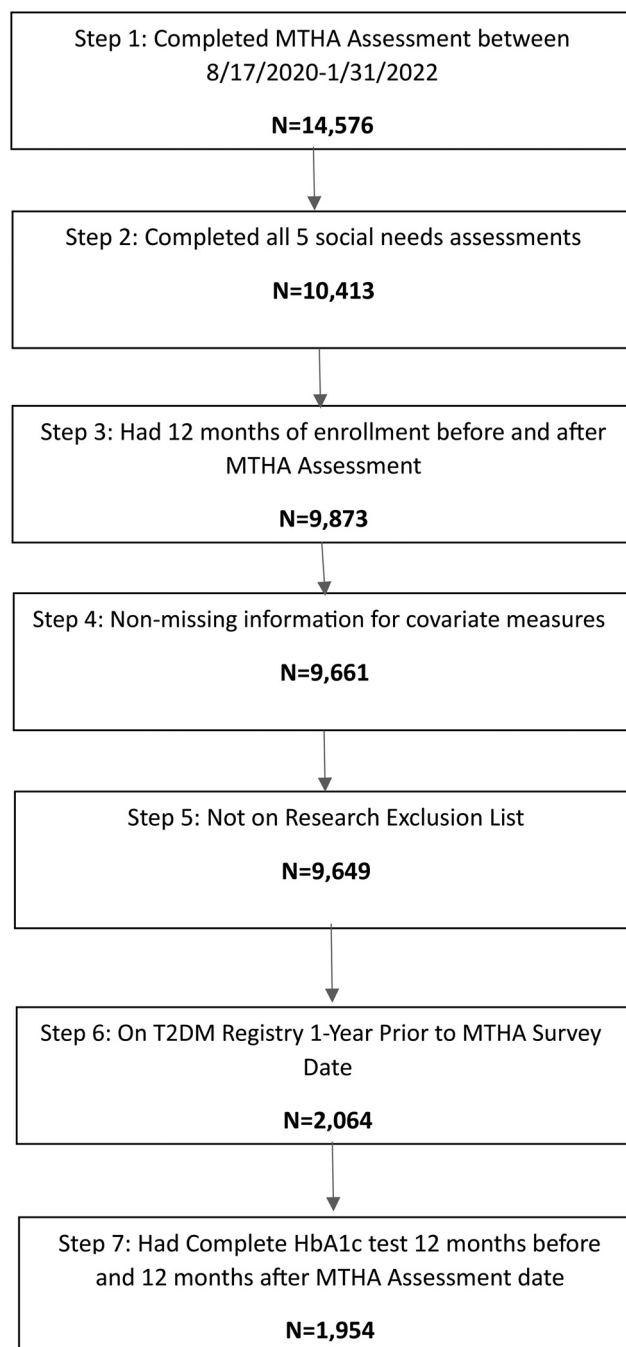 Step 1: Completed MTHA Assessment between
8/17/2020-1/31/2022
N=14,576
Step 2: Completed all 5 social needs assessments
N=10,413
Step 3: Had 12 months of enrollment before and after
MTHA Assessment
N=9,873
Step 4: Non-missing information for covariate measures
N=9,661
Step 5: Not on Research Exclusion List
N=9,649
Step 6: On T2DM Registry 1-Year Prior to MTHA Survey
Date
N=2,064
Step 7: Had Complete HbA1c test 12 months before
and 12 months after MTHA Assessment date
N=1,954